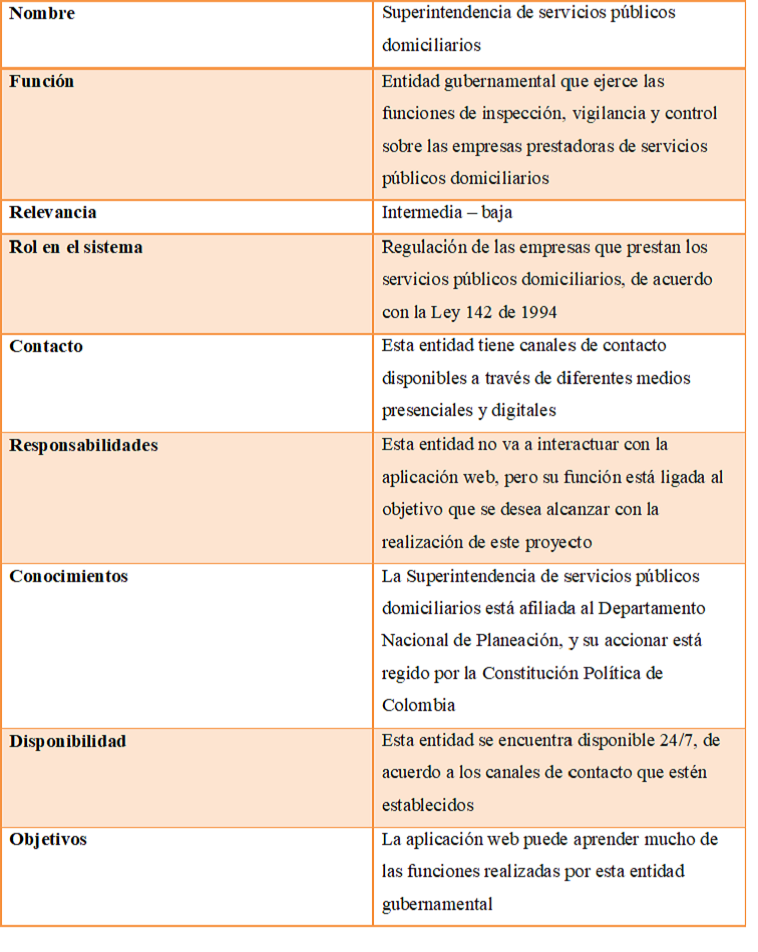 Nombre
Superintendencia de servicios públicos
domiciliarios
Función
Entidad gubernamental que ejerce las
funciones de inspección, vigilancia y control
sobre las empresas prestadoras de servicios
públicos domiciliarios
Relevancia
Intermedia – baja
Rol en el sistema
Regulación de las empresas que prestan los
servicios públicos domiciliarios, de acuerdo
con la Ley 142 de 1994
Contacto
Esta entidad tiene canales de contacto
disponibles a través de diferentes medios
presenciales y digitales
Responsabilidades
Esta entidad no va a interactuar con la
aplicación web, pero su función está ligada al
objetivo que se desea alcanzar con la
realización de este proyecto
Conocimientos
La Superintendencia de servicios públicos
domiciliarios está afiliada al Departamento
Nacional de Planeación, y su accionar está
regido por la Constitución Política de
Colombia
Disponibilidad
Esta entidad se encuentra disponible 24/7, de
acuerdo a los canales de contacto que estén
establecidos
Objetivos
La aplicación web puede aprender mucho de
las funciones realizadas por esta entidad
gubernamental